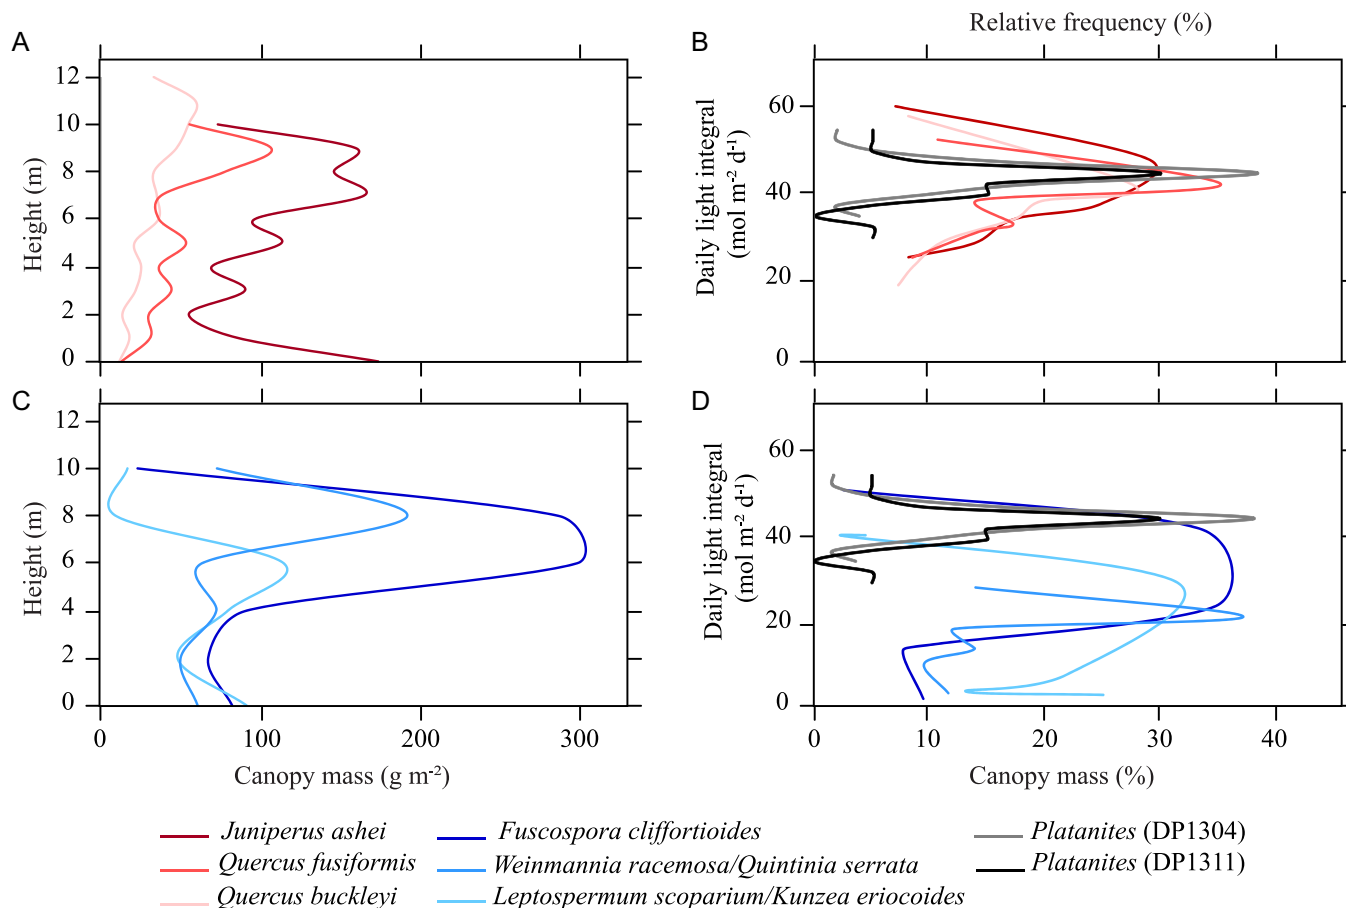 Relative frequency (%)
A
B
12
10
8
6
4
2
0
Height (m)
60
40
20
0
Daily light integral
(mol m⁻² d⁻¹)
C
D
12
10
8
6
4
2
0
Height (m)
0 100 200 300
Canopy mass (g m⁻²)
60
40
20
0
Daily light integral
(mol m⁻² d⁻¹)
0 10 20 30 40
Canopy mass (%)
Juniperus ashei
Quercus fusiformis
Quercus buckleyi
Fuscospora cliffortioides
Weinmannia racemosa/Quintinia serrata
Leptospermum scoparium/Kunzea eriocoides
Platanites (DP1304)
Platanites (DP1311)